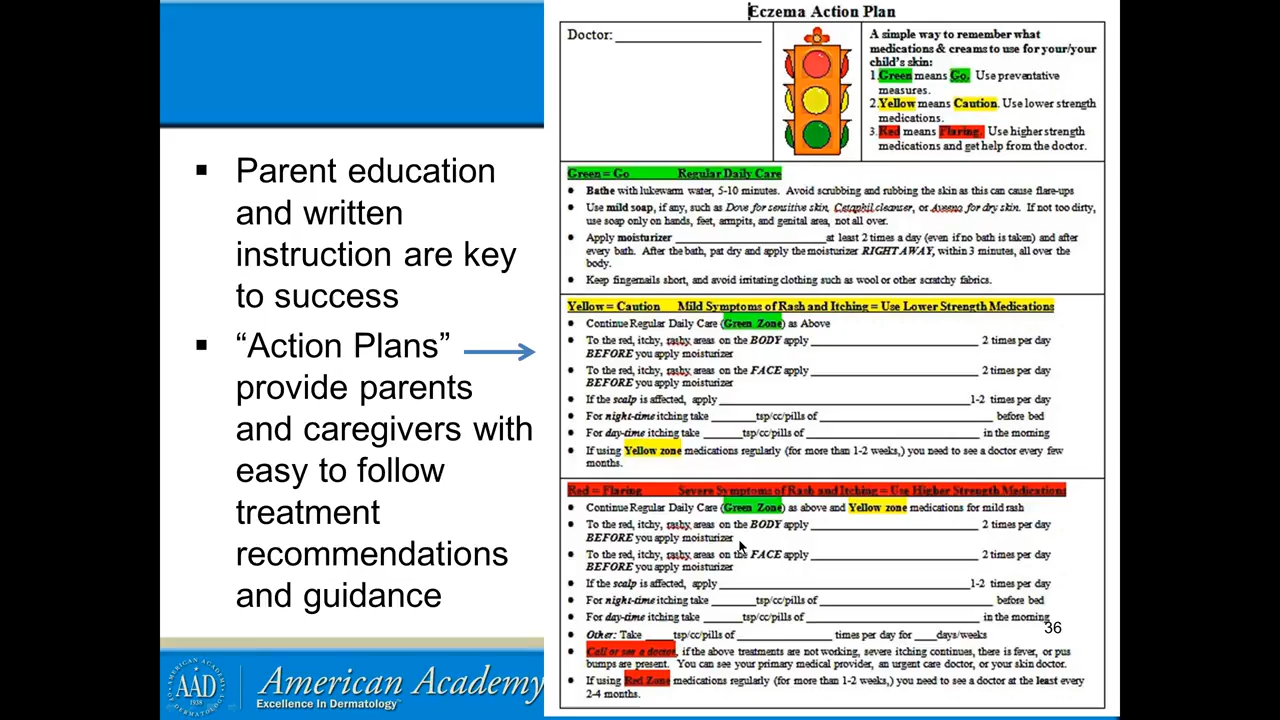 ▪ Parent education
and written
instruction are key
to success
▪ “Action Plans”
provide parents
and caregivers with
easy to follow
treatment
recommendations
and guidance
AAD
1938
American Academy
Excellence In Dermatology
Eczema Action Plan
Doctor: ____________________
A simple way to remember what
medications & creams to use for your/your
child's skin:
1. Green means Go. Use preventative
measures.
2. Yellow means Caution. Use lower strength
medications.
3. Red means Flaring. Use higher strength
medications and get help from the doctor.
Green = Go Regular Daily Care
● Bathe with lukewarm water, 5-10 minutes. Avoid scrubbing and rubbing the skin as this can cause flare-ups
● Use mild soap, if any, such as Dove for sensitive skin, Cetaphil cleanser, or Aveeno for dry skin. If not too dirty,
use soap only on hands, feet, armpits, and genital area, not all over.
● Apply moisturizer ____________________at least 2 times a day (even if no bath is taken) and after
every bath. After the bath, pat dry and apply the moisturizer RIGHT AWAY, within 3 minutes, all over the
body.
● Keep fingernails short, and avoid irritating clothing such as wool or other scratchy fabrics.
Yellow = Caution Mild Symptoms of Rash and Itching = Use Lower Strength Medications
● Continue Regular Daily Care (Green Zone) as Above
● To the red, itchy, rashy areas on the BODY apply ____________________ 2 times per day
BEFORE you apply moisturizer
● To the red, itchy, rashy areas on the FACE apply ____________________ 2 times per day
BEFORE you apply moisturizer
● If the scalp is affected, apply ____________________1-2 times per day
● For night-time itching take ______tsp/cc/pills of ____________________ before bed
● For day-time itching take ______tsp/cc/pills of ____________________ in the morning
● If using Yellow zone medications regularly (for more than 1-2 weeks,) you need to see a doctor every few
months.
Red = Flaring Severe Symptoms of Rash and Itching = Use Higher Strength Medications
● Continue Regular Daily Care (Green Zone) as above and Yellow zone medications for mild rash
● To the red, itchy, rashy areas on the BODY apply ____________________ 2 times per day
BEFORE you apply moisturizer
● To the red, itchy, rashy areas on the FACE apply ____________________ 2 times per day
BEFORE you apply moisturizer
● If the scalp is affected, apply ____________________1-2 times per day
● For night-time itching take ______tsp/cc/pills of ____________________ before bed
● For day-time itching take ______tsp/cc/pills of ____________________ in the morning
● Other: Take ____tsp/cc/pills of ____________ times per day for ___days/weeks
● Call or see a doctor, if the above treatments are not working, severe itching continues, there is fever, or pus
bumps are present. You can see your primary medical provider, an urgent care doctor, or your skin doctor.
● If using Red Zone medications regularly (for more than 1-2 weeks,) you need to see a doctor at the least every
2-4 months.
36